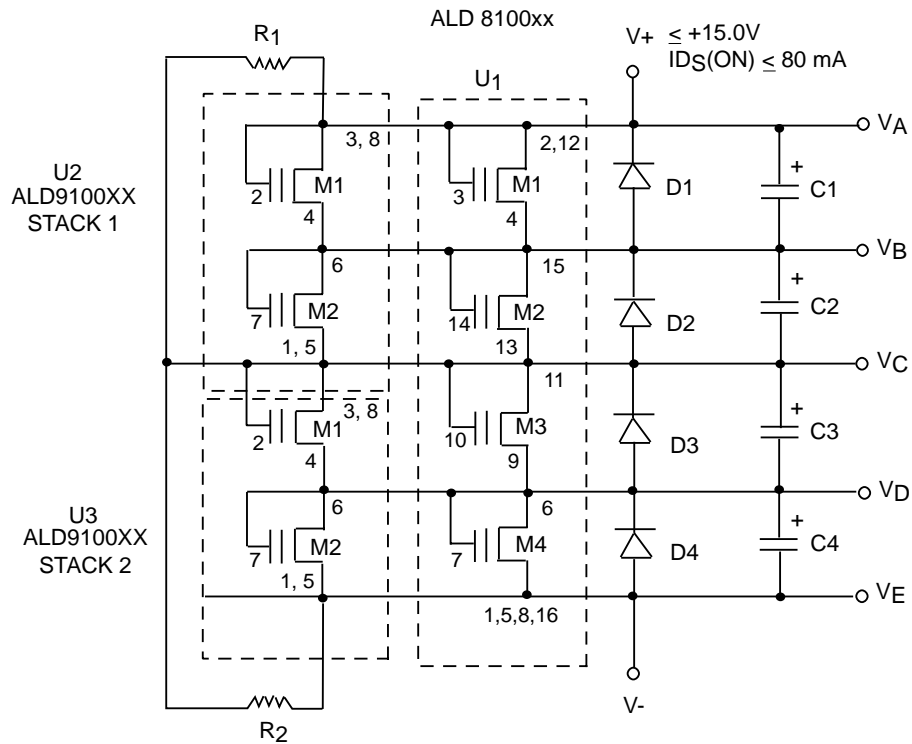 ALD 8100xx
R1
V+ ≤ +15.0V
IDS(ON) ≤ 80 mA
U1
VA
3, 8
2,12
U2
ALD9100XX
STACK 1
2
M1
4
3
M1
4
D1
+
C1
VB
6
15
7
M2
1, 5
14
M2
13
D2
+
C2
VC
11
3, 8
2
M1
4
10
M3
9
D3
+
C3
VD
6
6
U3
ALD9100XX
STACK 2
7
M2
1, 5
7
M4
D4
+
C4
VE
1,5,8,16
V-
R2